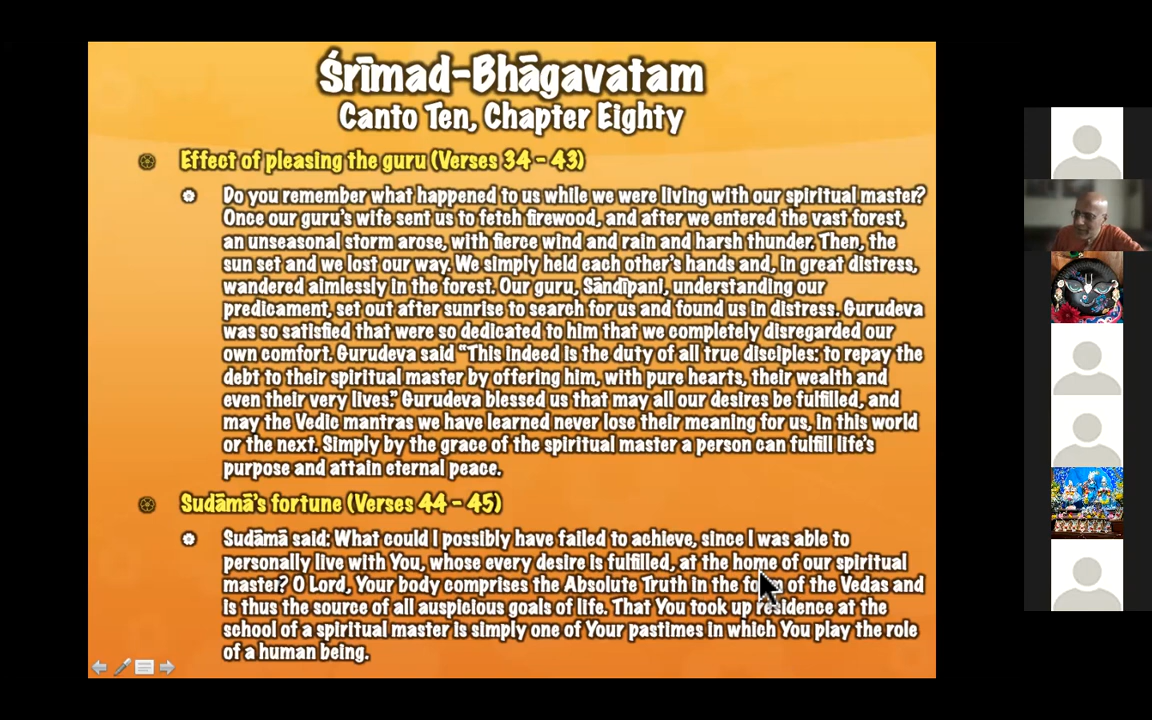 Śrīmad-Bhāgavatam
Canto Ten, Chapter Eighty
Effect of pleasing the guru (Verses 34 – 43)
Do you remember what happened to us while we were living with our spiritual master?
Once our guru's wife sent us to fetch firewood, and after we entered the vast forest,
an unseasonal storm arose, with fierce wind and rain and harsh thunder. Then, the
sun set and we lost our way. We simply held each other's hands and, in great distress,
wandered aimlessly in the forest. Our guru, Sāndīpani, understanding our
predicament, set out after sunrise to search for us and found us in distress. Gurudeva
was so satisfied that were so dedicated to him that we completely disregarded our
own comfort. Gurudeva said "This indeed is the duty of all true disciples: to repay the
debt to their spiritual master by offering him, with pure hearts, their wealth and
even their very lives." Gurudeva blessed us that may all our desires be fulfilled, and
may the Vedic mantras we have learned never lose their meaning for us, in this world
or the next. Simply by the grace of the spiritual master a person can fulfill life's
purpose and attain eternal peace.
Sudāmā's fortune (Verses 44 – 45)
Sudāmā said: What could I possibly have failed to achieve, since I was able to
personally live with You, whose every desire is fulfilled, at the home of our spiritual
master? O Lord, Your body comprises the Absolute Truth in the of the Vedas and
is thus the source of all auspicious goals of life. That You took up residence at the
school of a spiritual master is simply one of Your pastimes in which You play the role
of a human being.